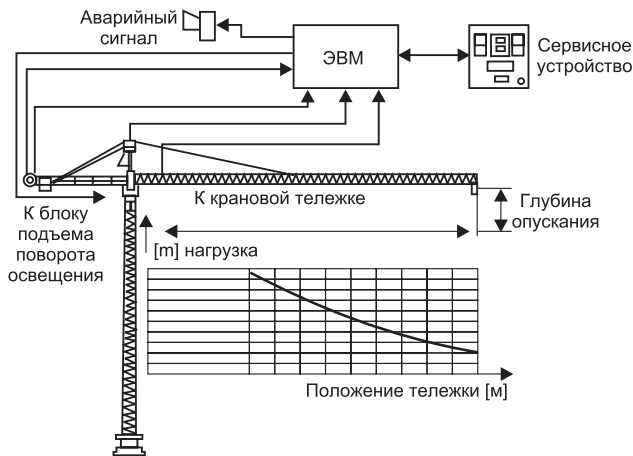 Аварийный
сигнал
ЭВМ
Сервисное
устройство
К крановой тележке
Глубина
опускания
К блоку
подъема
поворота
освещения
[m] нагрузка
Положение тележки [м]